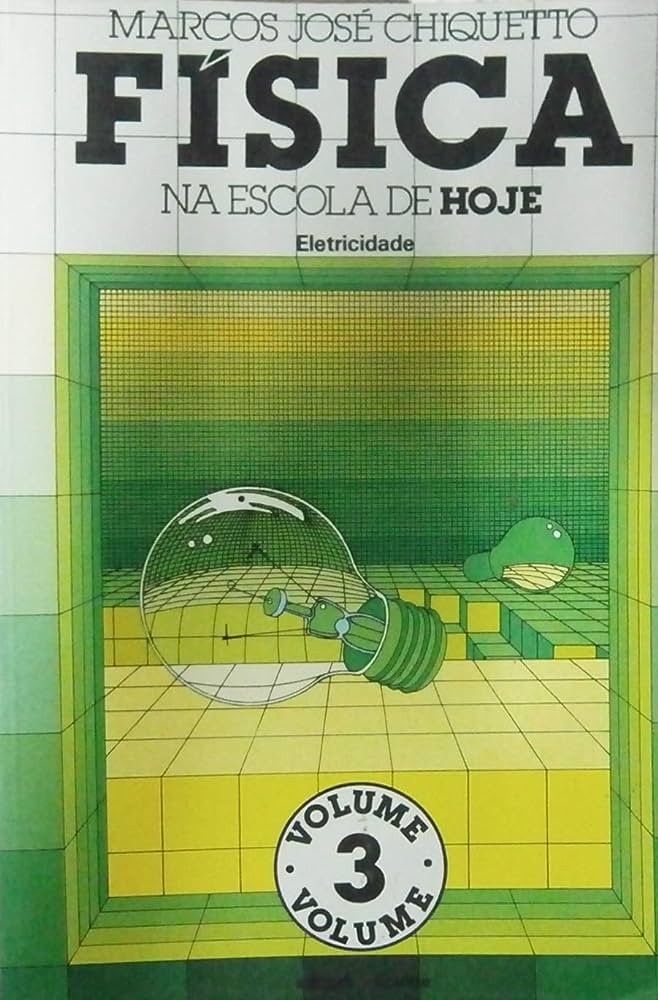 MARCOS JOSÉ CHIQUETTO
FÍSICA
NA ESCOLA DE HOJE
Eletricidade
VOLUME
3
VOLUME